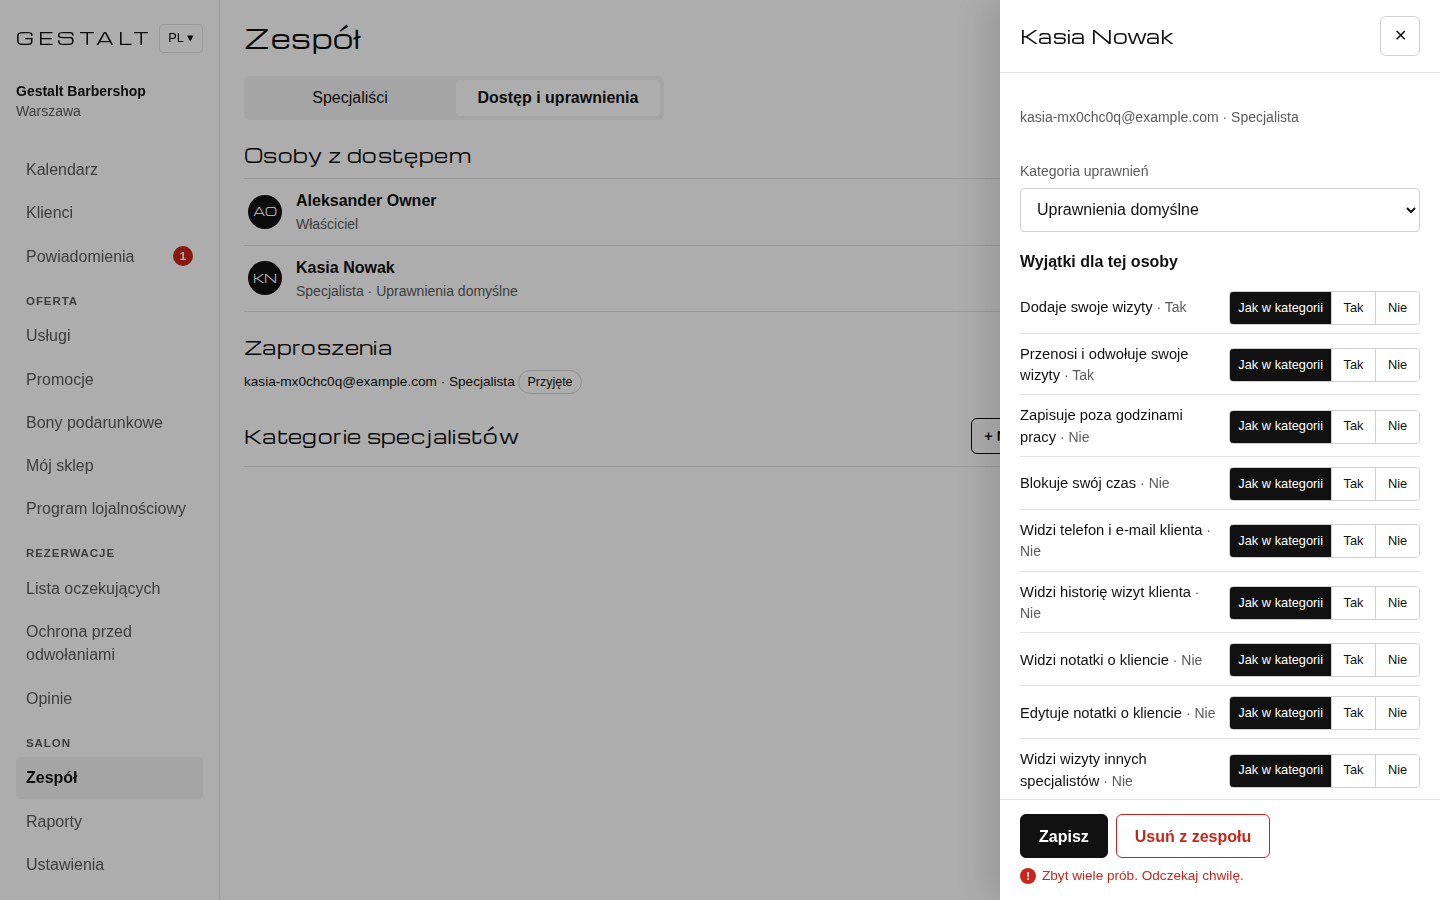 GESTALT
PL ▾
Gestalt Barbershop
Warszawa
Kalendarz
Klienci
Powiadomienia
1
OFERTA
Usługi
Promocje
Bony podarunkowe
Mój sklep
Program lojalnościowy
REZERWACJE
Lista oczekujących
Ochrona przed
odwołaniami
Opinie
SALON
Zespół
Raporty
Ustawienia
Zespół
Specjaliści
Dostęp i uprawnienia
Osoby z dostępem
AO
Aleksander Owner
Właściciel
KN
Kasia Nowak
Specjalista · Uprawnienia domyślne
Zaproszenia
kasia-mx0chc0q@example.com · Specjalista Przyjęte
Kategorie specjalistów
Kasia Nowak
✕
kasia-mx0chc0q@example.com · Specjalista
Kategoria uprawnień
Uprawnienia domyślne
Wyjątki dla tej osoby
Dodaje swoje wizyty · Tak
Jak w kategorii Tak Nie
Przenosi i odwołuje swoje
wizyty · Tak
Jak w kategorii Tak Nie
Zapisuje poza godzinami
pracy · Nie
Jak w kategorii Tak Nie
Blokuje swój czas · Nie
Jak w kategorii Tak Nie
Widzi telefon i e-mail klienta ·
Nie
Jak w kategorii Tak Nie
Widzi historię wizyt klienta ·
Nie
Jak w kategorii Tak Nie
Widzi notatki o kliencie · Nie
Jak w kategorii Tak Nie
Edytuje notatki o kliencie · Nie
Jak w kategorii Tak Nie
Widzi wizyty innych
specjalistów · Nie
Jak w kategorii Tak Nie
Zapisz
Usuń z zespołu
! Zbyt wiele prób. Odczekaj chwilę.